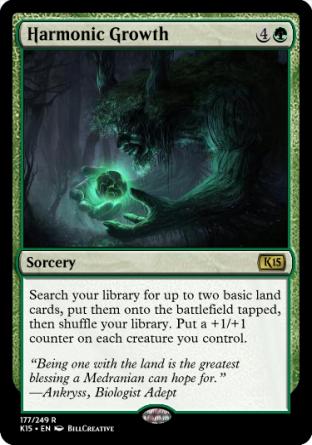 Harmonic Growth 4
Sorcery K15
Search your library for up to two basic land
cards, put them onto the battlefield tapped,
then shuffle your library. Put a +1/+1
counter on each creature you control.
“Being one with the land is the greatest
blessing a Medranian can hope for.”
—Ankryss, Biologist Adept
177/249 R
K15 • EN BillCreative